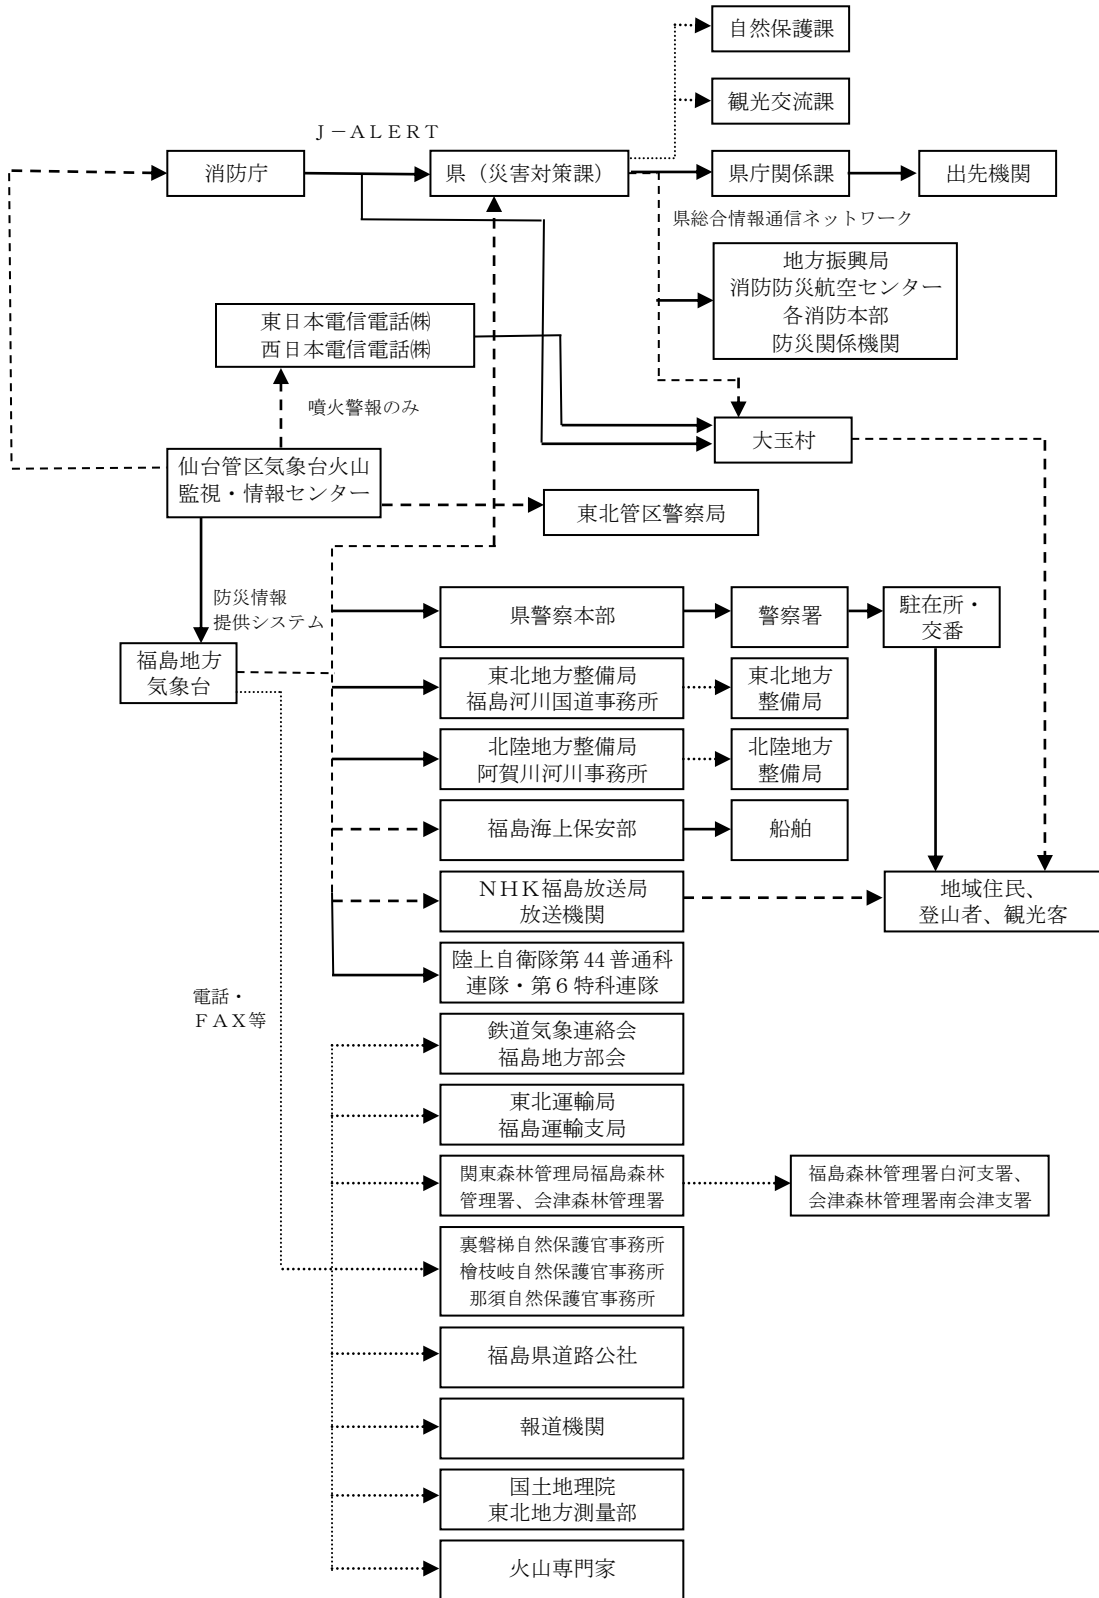 自然保護課
観光交流課
Ｊ－ＡＬＥＲＴ
消防庁
県（災害対策課）
県庁関係課
出先機関
県総合情報通信ネットワーク
地方振興局
消防防災航空センター
各消防本部
防災関係機関
東日本電信電話㈱
西日本電信電話㈱
噴火警報のみ
大玉村
仙台管区気象台火山
監視・情報センター
東北管区警察局
防災情報
提供システム
県警察本部
警察署
駐在所・
交番
福島地方
気象台
東北地方整備局
福島河川国道事務所
東北地方
整備局
北陸地方整備局
阿賀川河川事務所
北陸地方
整備局
福島海上保安部
船舶
ＮＨＫ福島放送局
放送機関
地域住民、
登山者、観光客
陸上自衛隊第 44 普通科
連隊・第６特科連隊
電話・
ＦＡＸ等
鉄道気象連絡会
福島地方部会
東北運輸局
福島運輸支局
関東森林管理局福島森林
管理署、会津森林管理署
福島森林管理署白河支署、
会津森林管理署南会津支署
裏磐梯自然保護官事務所
檜枝岐自然保護官事務所
那須自然保護官事務所
福島県道路公社
報道機関
国土地理院
東北地方測量部
火山専門家